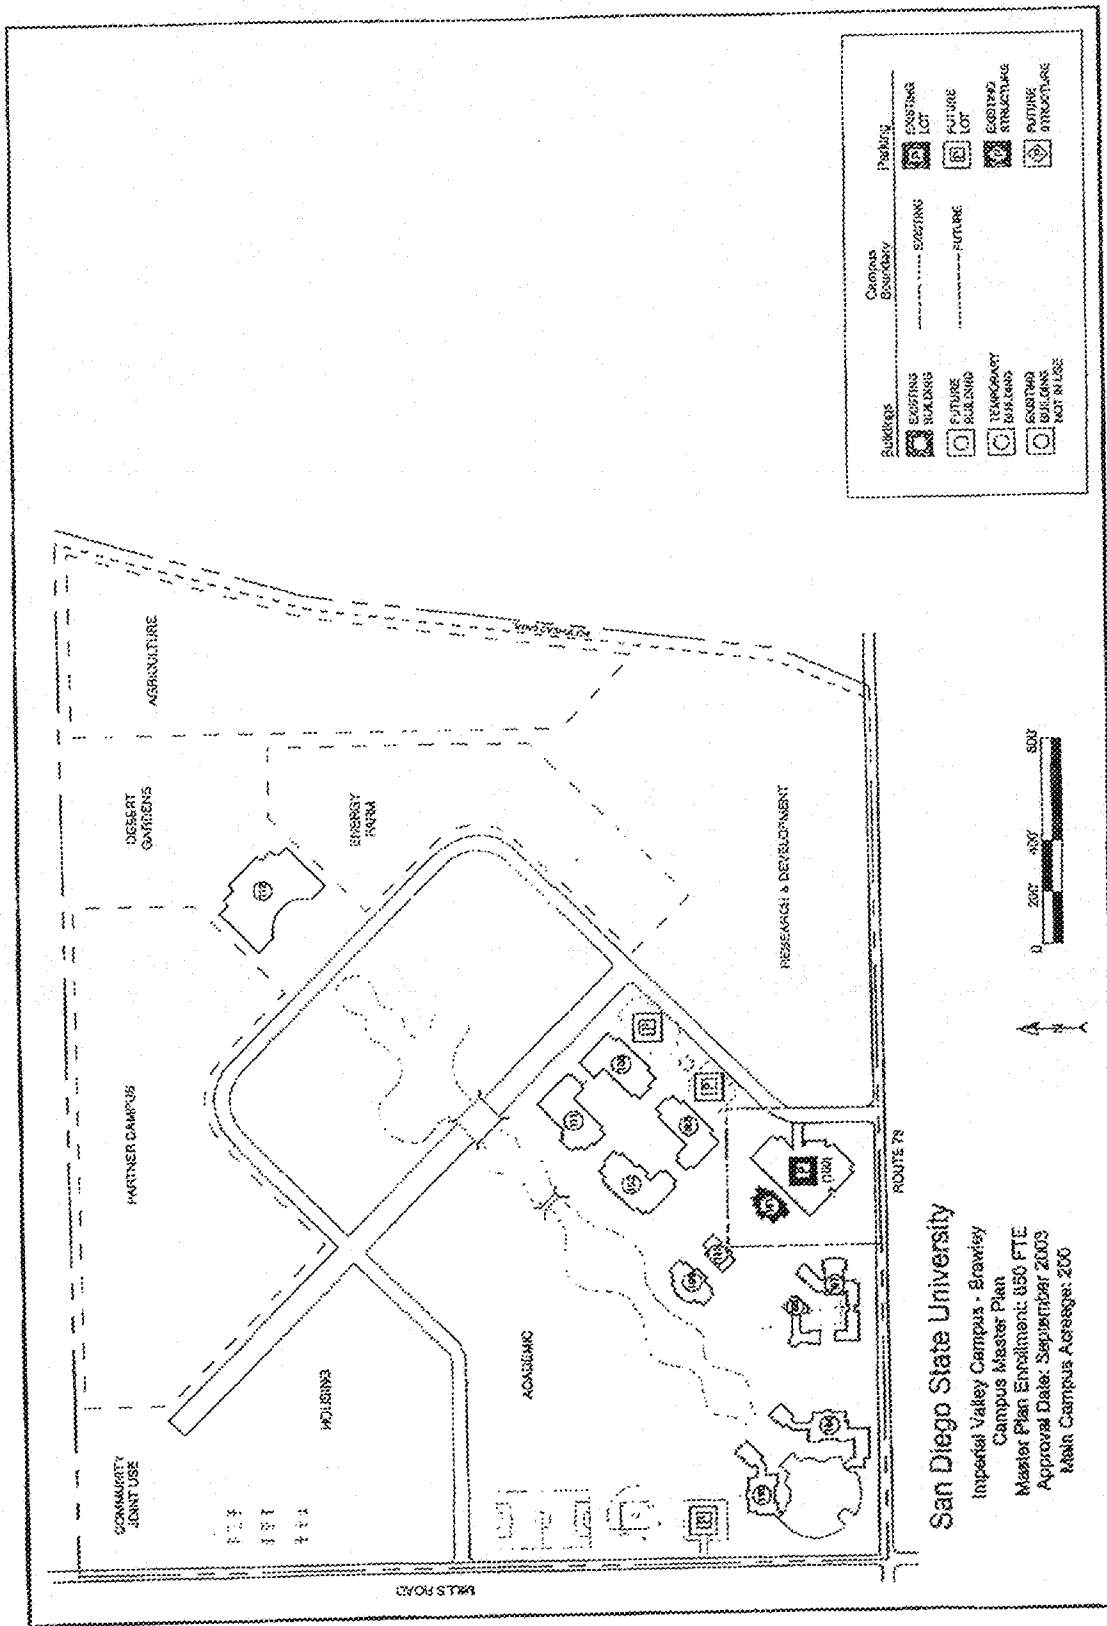 COMMUNITY
JOINT USE
PARTNER CAMPUS
DESERT
GARDENS
AGRICULTURE
HOUSING
ENERGY
FARM
ACADEMIC
RESEARCH & DEVELOPMENT
MILLS ROAD
ROUTE 78
San Diego State University
Imperial Valley Campus - Brawley
Campus Master Plan
Master Plan Enrollment: 850 FTE
Approval Date: September 2003
Main Campus Acreage: 200
N
0 200' 400' 800'
Buildings
EXISTING
BUILDING
FUTURE
BUILDING
TEMPORARY
BUILDING
EXISTING
BUILDING
NOT IN USE
Campus
Boundary
EXISTING
FUTURE
Parking
P EXISTING
LOT
P FUTURE
LOT
P EXISTING
STRUCTURE
P FUTURE
STRUCTURE